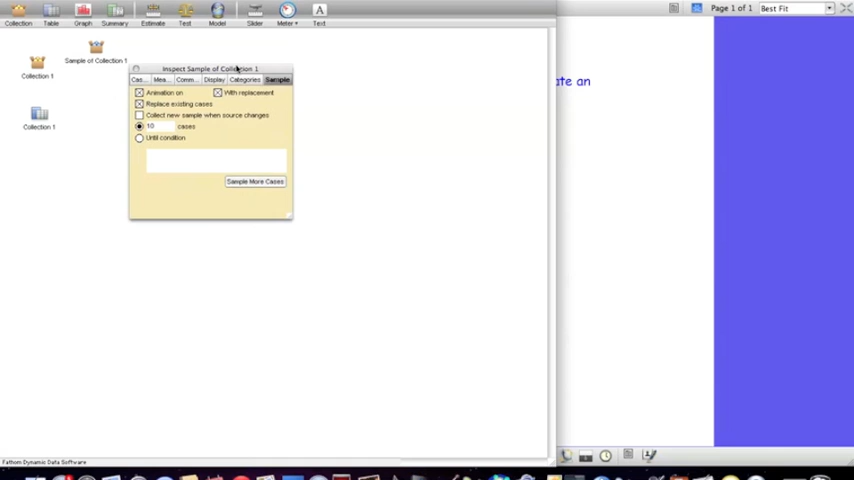 Page 1 of 1 Best Fit
Collection Table Graph Summary Estimate Test Model Slider Meter Text
Collection 1
Sample of Collection 1
Collection 1
ate an
Inspect Sample of Collection 1
Cas... Mea... Comm... Display Categories Sample
Animation on With replacement
Replace existing cases
Collect new sample when source changes
10 cases
Until condition
Sample More Cases
Fathom Dynamic Data Software